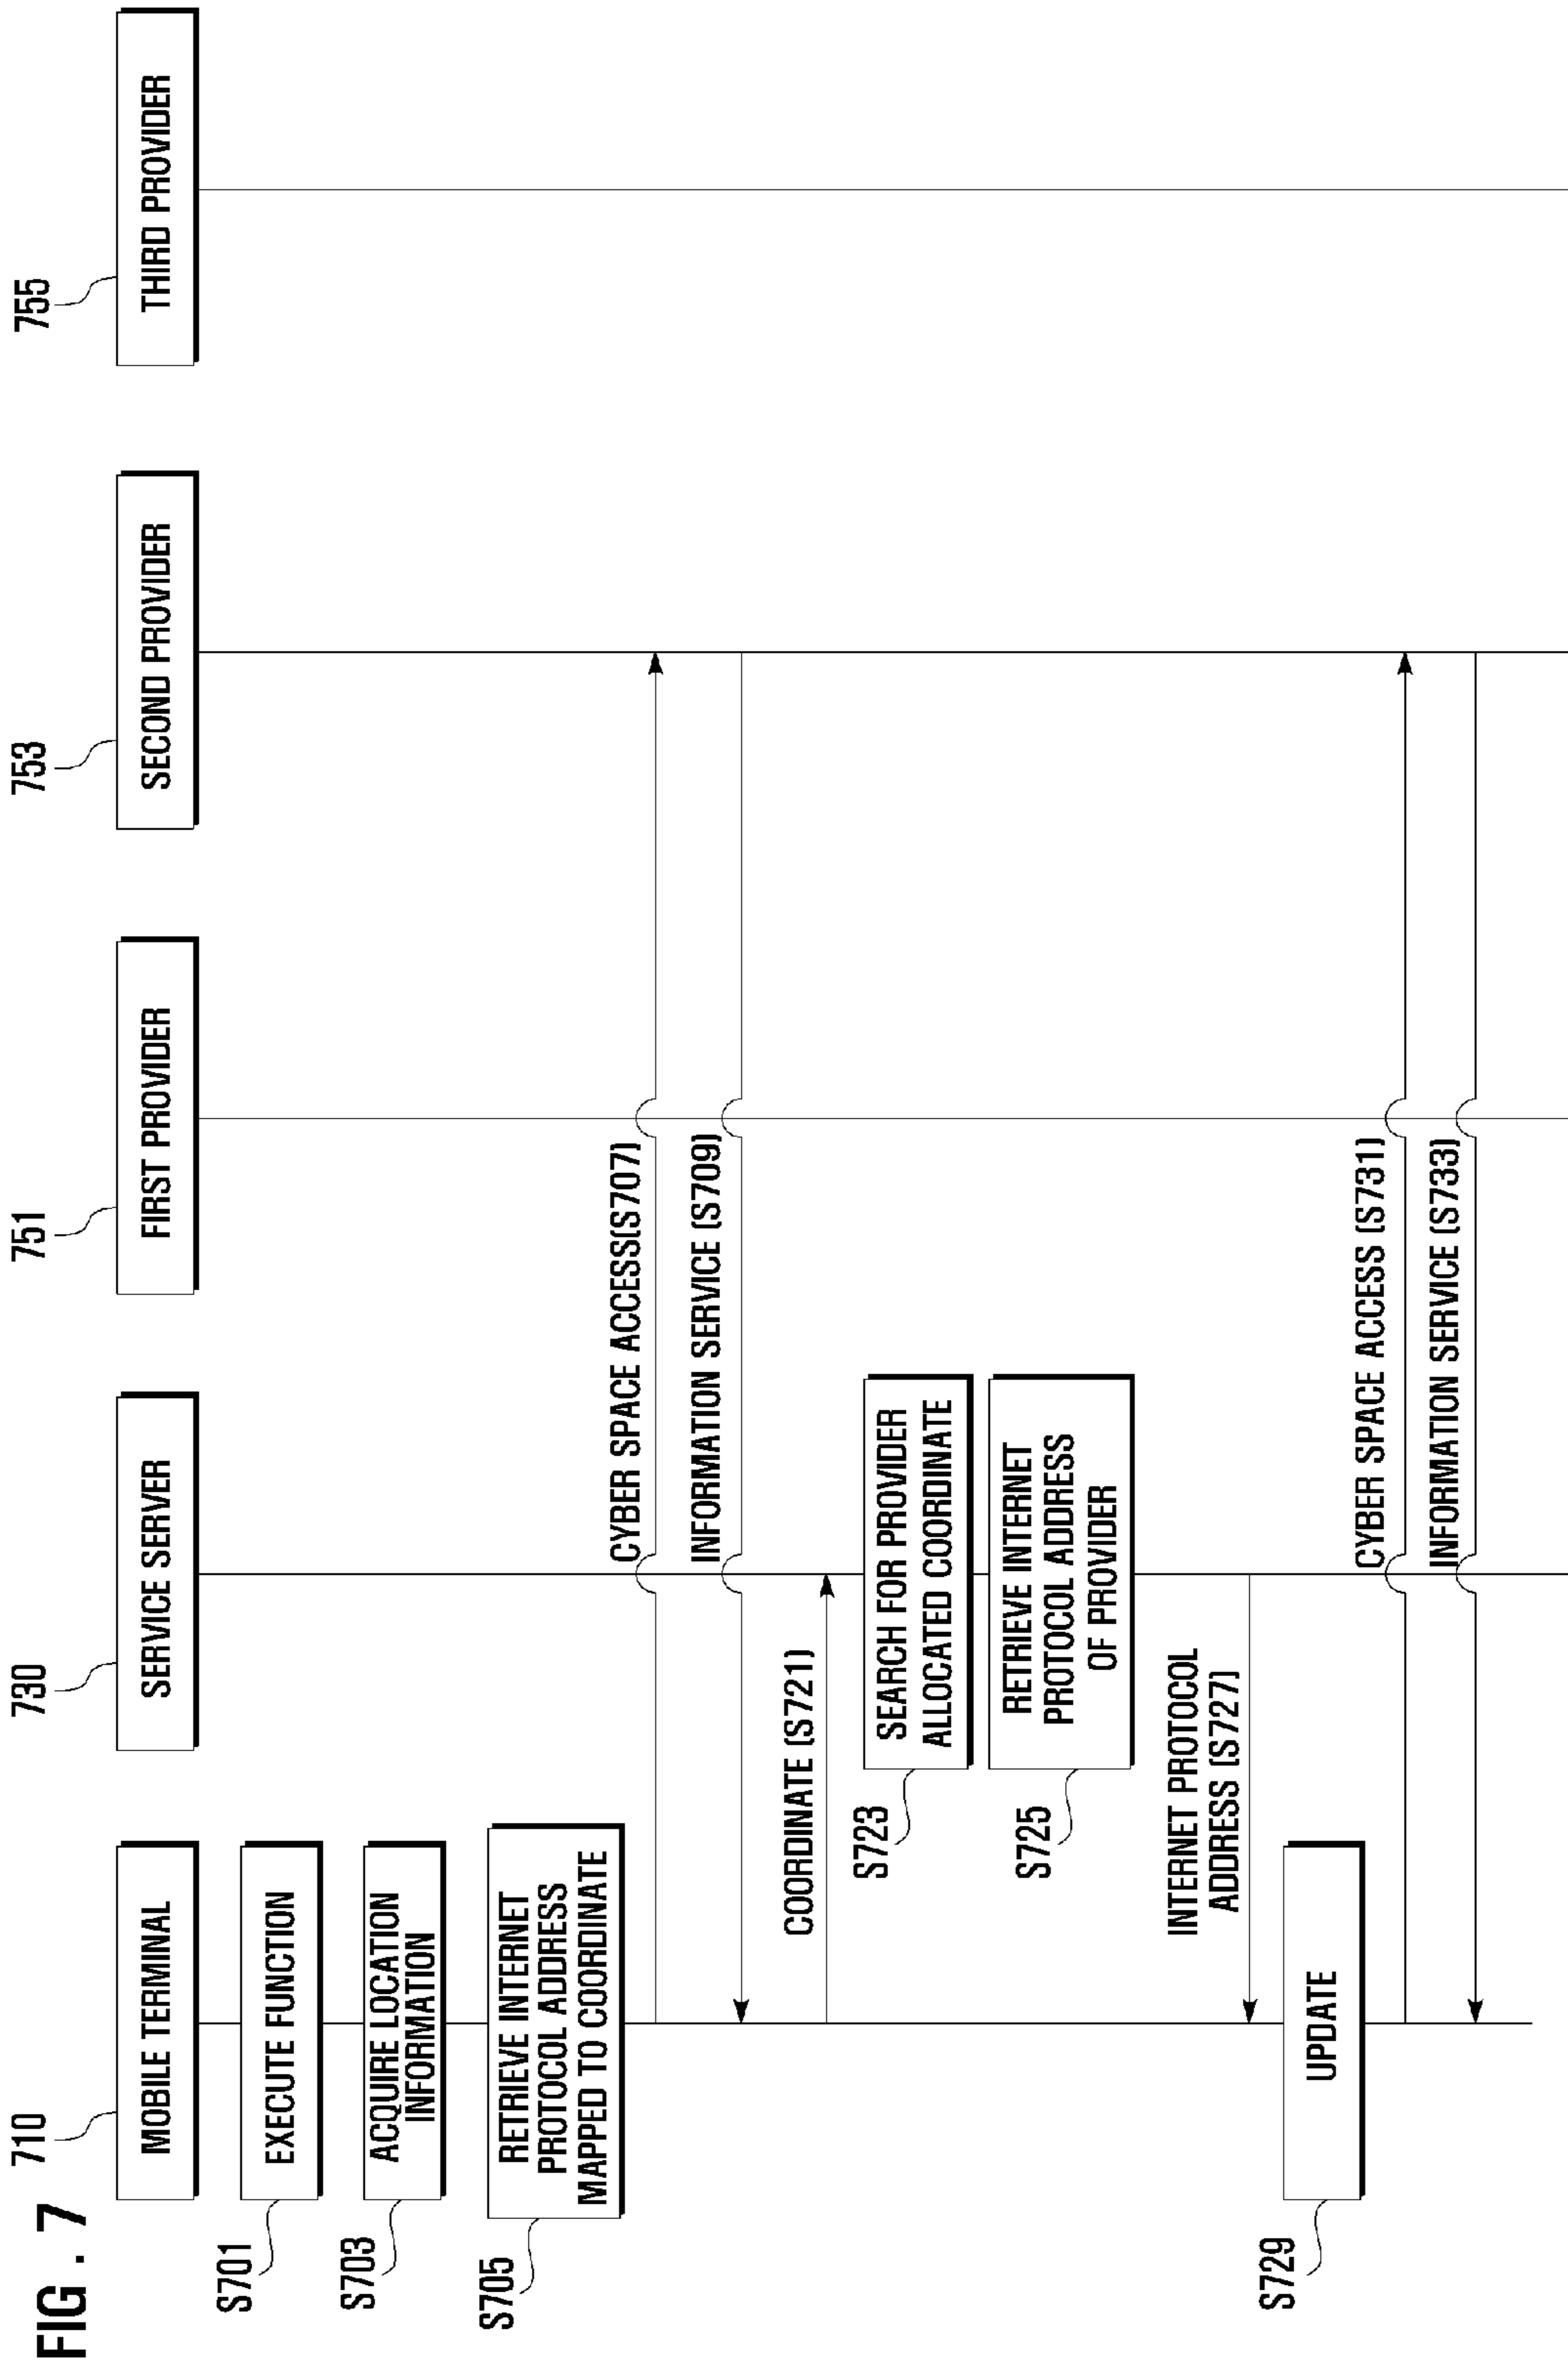 FIG . 7
710
730
751
753
755
MOBILE TERMINAL
SERVICE SERVER
FIRST PROVIDER
SECOND PROVIDER
THIRD PROVIDER
S701
EXECUTE FUNCTION
S703
ACQUIRE LOCATION
INFORMATION
S705
RETRIEVE INTERNET
PROTOCOL ADDRESS
MAPPED TO COORDINATE
CYBER SPACE ACCESS(S707)
INFORMATION SERVICE (S709)
COORDINATE (S721)
S723
SEARCH FOR PROVIDER
ALLOCATED COORDINATE
S725
RETRIEVE INTERNET
PROTOCOL ADDRESS
OF PROVIDER
INTERNET PROTOCOL
ADDRESS (S727)
S729
UPDATE
CYBER SPACE ACCESS (S731)
INFORMATION SERVICE (S733)